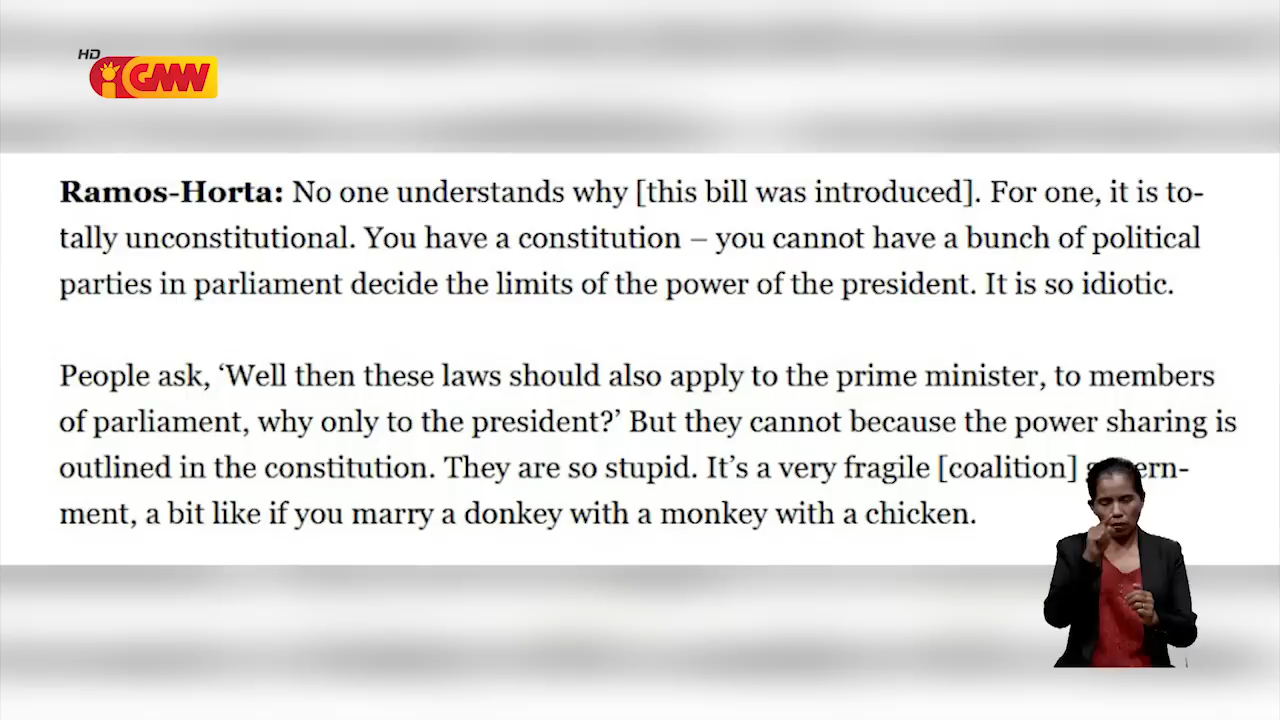 HD
GMN
Ramos-Horta: No one understands why [this bill was introduced]. For one, it is to-
tally unconstitutional. You have a constitution – you cannot have a bunch of political
parties in parliament decide the limits of the power of the president. It is so idiotic.
People ask, ‘Well then these laws should also apply to the prime minister, to members
of parliament, why only to the president?’ But they cannot because the power sharing is
outlined in the constitution. They are so stupid. It’s a very fragile [coalition]
ment, a bit like if you marry a donkey with a monkey with a chicken.